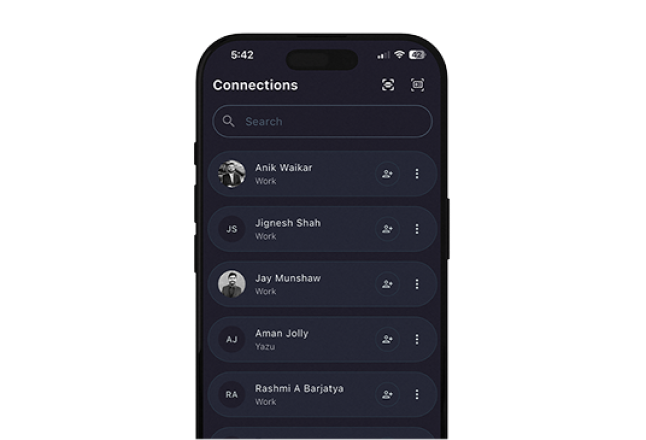 5:42
42
Connections
Search
Anik Waikar
Work
JS
Jignesh Shah
Work
Jay Munshaw
Work
AJ
Aman Jolly
Yazu
RA
Rashmi A Barjatya
Work